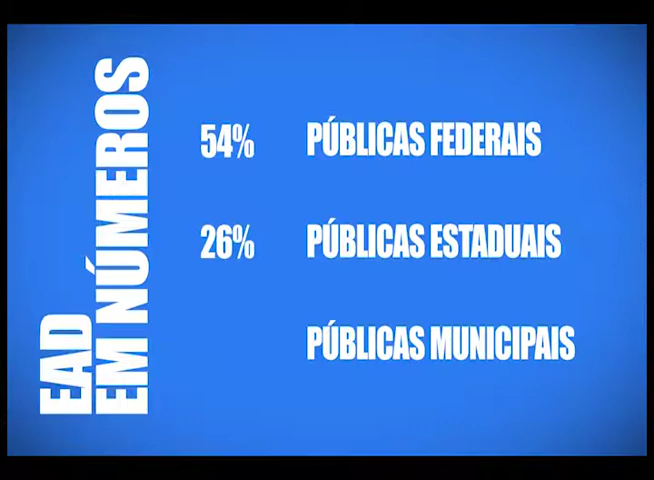 EAD
EM NÚMEROS
54% PÚBLICAS FEDERAIS
26% PÚBLICAS ESTADUAIS
PÚBLICAS MUNICIPAIS